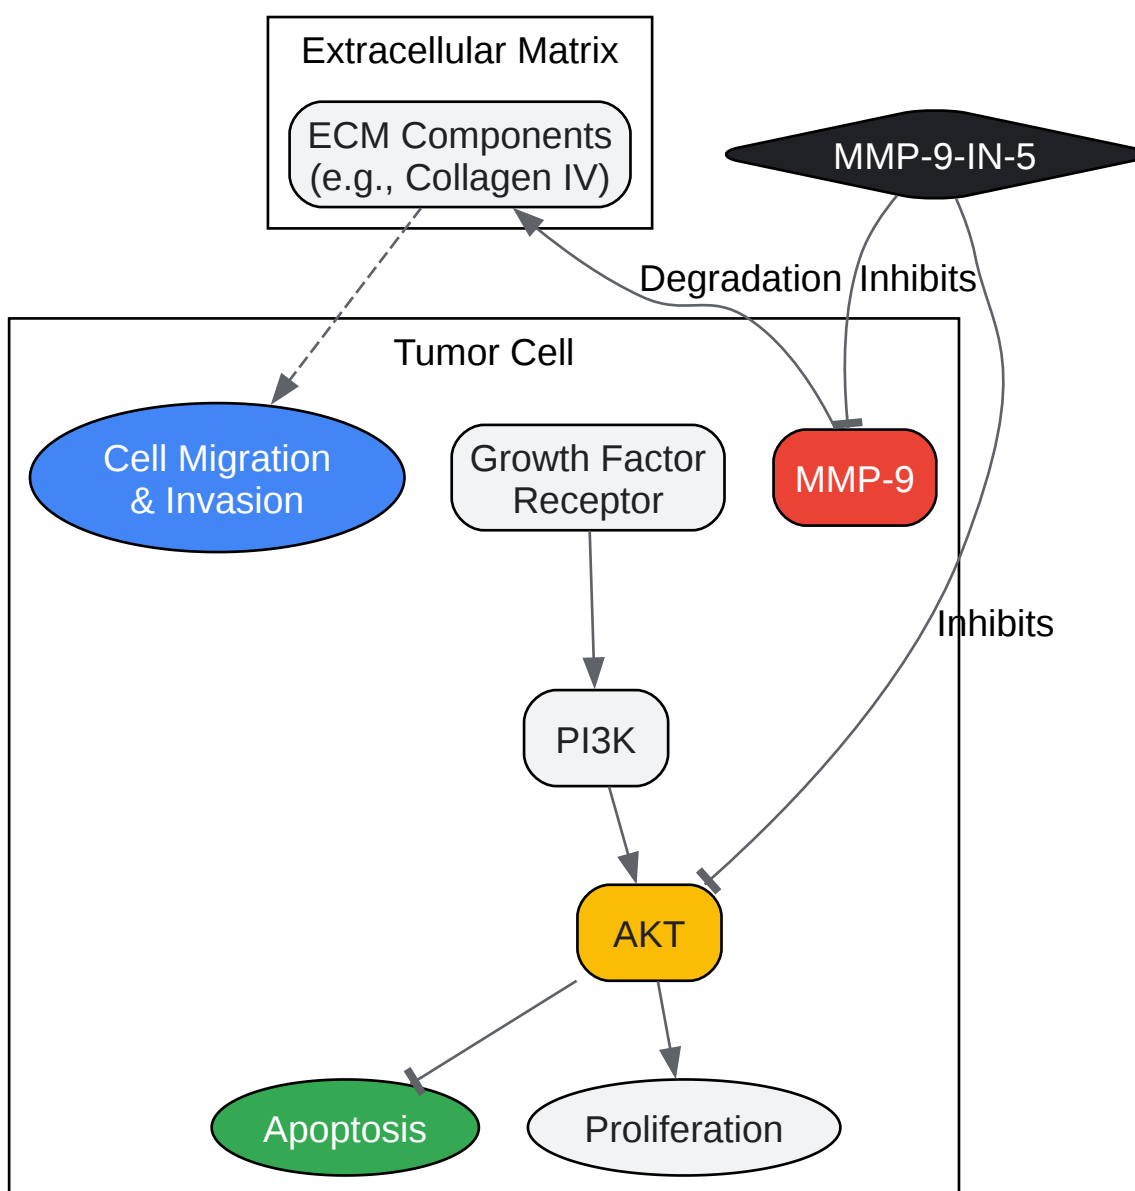 Extracellular Matrix
ECM Components
(e.g., Collagen IV)
MMP-9-IN-5
Degradation
Inhibits
Tumor Cell
Cell Migration
& Invasion
Growth Factor
Receptor
MMP-9
Inhibits
PI3K
AKT
Apoptosis
Proliferation